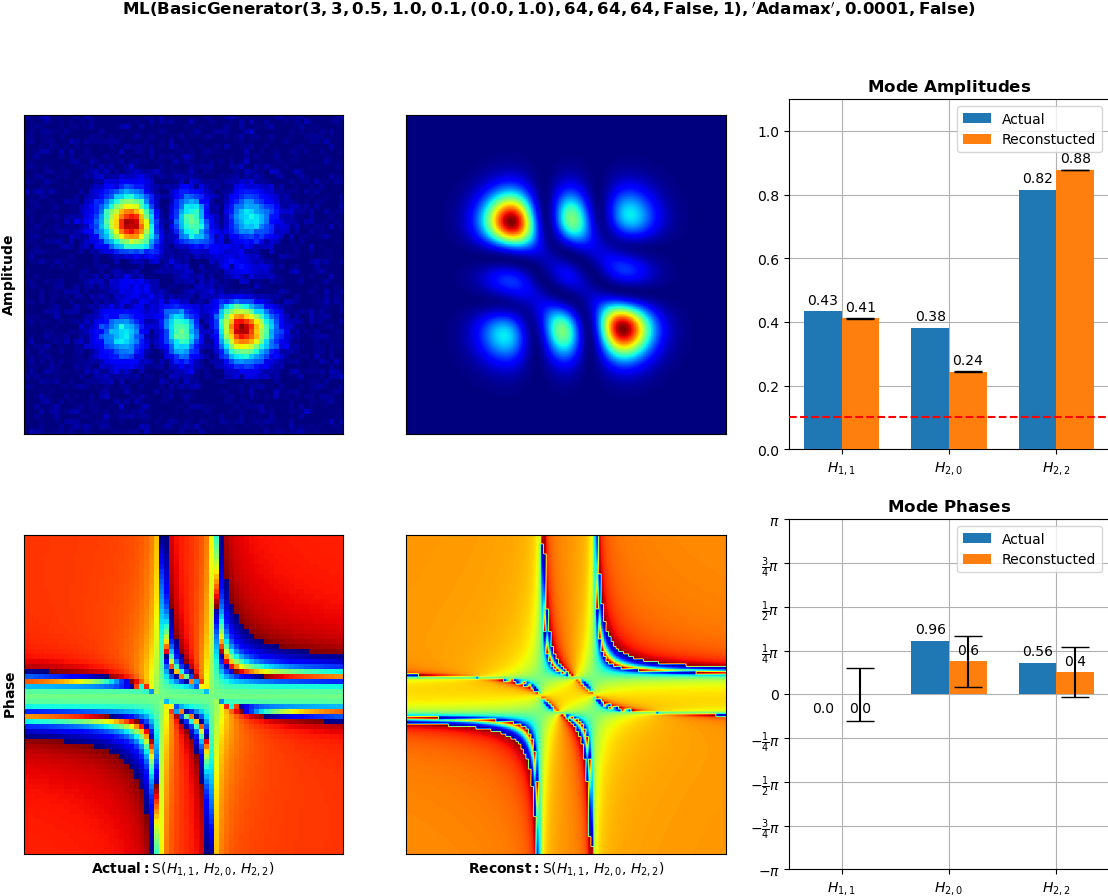 ML(BasicGenerator(3, 3, 0.5, 1.0, 0.1, (0.0, 1.0), 64, 64, 64, False, 1), ′Adamax′, 0.0001, False)
Amplitude
Mode Amplitudes
Actual
Reconstucted
1.0
0.8
0.6
0.4
0.2
0.0
0.43
0.41
0.38
0.24
0.82
0.88
H₁,₁
H₂,₀
H₂,₂
Phase
Actual: S(H₁,₁, H₂,₀, H₂,₂)
Reconst: S(H₁,₁, H₂,₀, H₂,₂)
Mode Phases
Actual
Reconstucted
π
3/4π
1/2π
1/4π
0
−1/4π
−1/2π
−3/4π
−π
0.0
0.0
0.96
0.6
0.56
0.4
H₁,₁
H₂,₀
H₂,₂